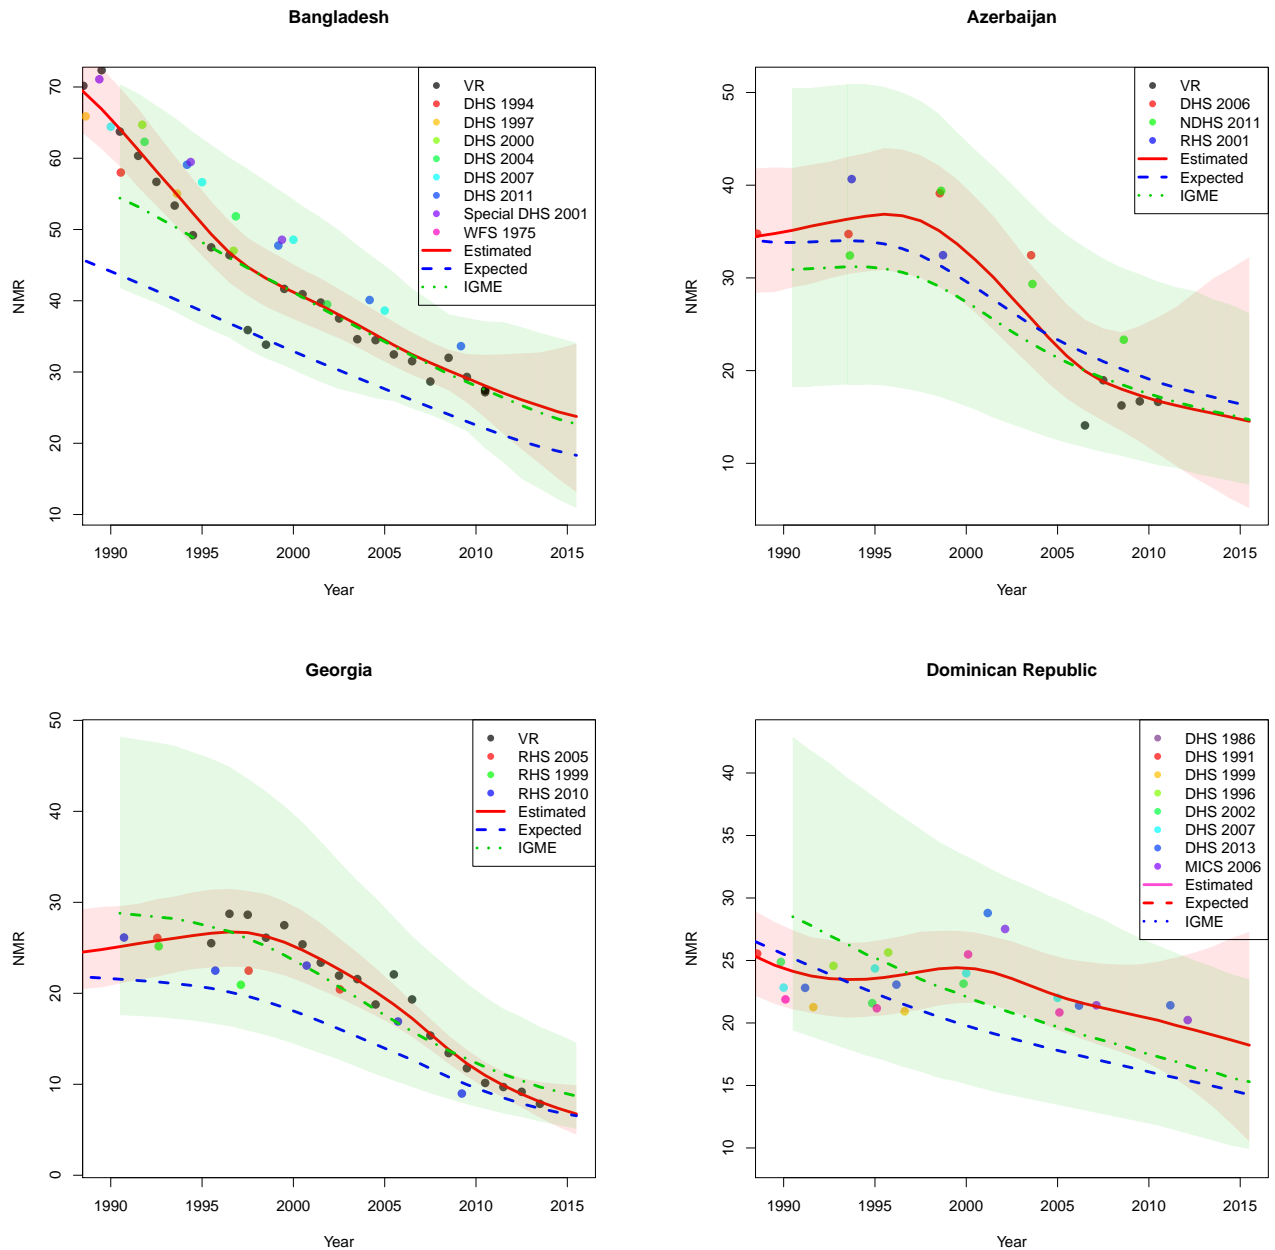 Bangladesh
NMR
70
60
50
40
30
20
10
1990 1995 2000 2005 2010 2015
Year
VR
DHS 1994
DHS 1997
DHS 2000
DHS 2004
DHS 2007
DHS 2011
Special DHS 2001
WFS 1975
Estimated
Expected
IGME
Azerbaijan
NMR
50
40
30
20
10
1990 1995 2000 2005 2010 2015
Year
VR
DHS 2006
NDHS 2011
RHS 2001
Estimated
Expected
IGME
Georgia
NMR
50
40
30
20
10
0
1990 1995 2000 2005 2010 2015
Year
VR
RHS 2005
RHS 1999
RHS 2010
Estimated
Expected
IGME
Dominican Republic
NMR
40
35
30
25
20
15
10
1990 1995 2000 2005 2010 2015
Year
DHS 1986
DHS 1991
DHS 1999
DHS 1996
DHS 2002
DHS 2007
DHS 2013
MICS 2006
Estimated
Expected
IGME